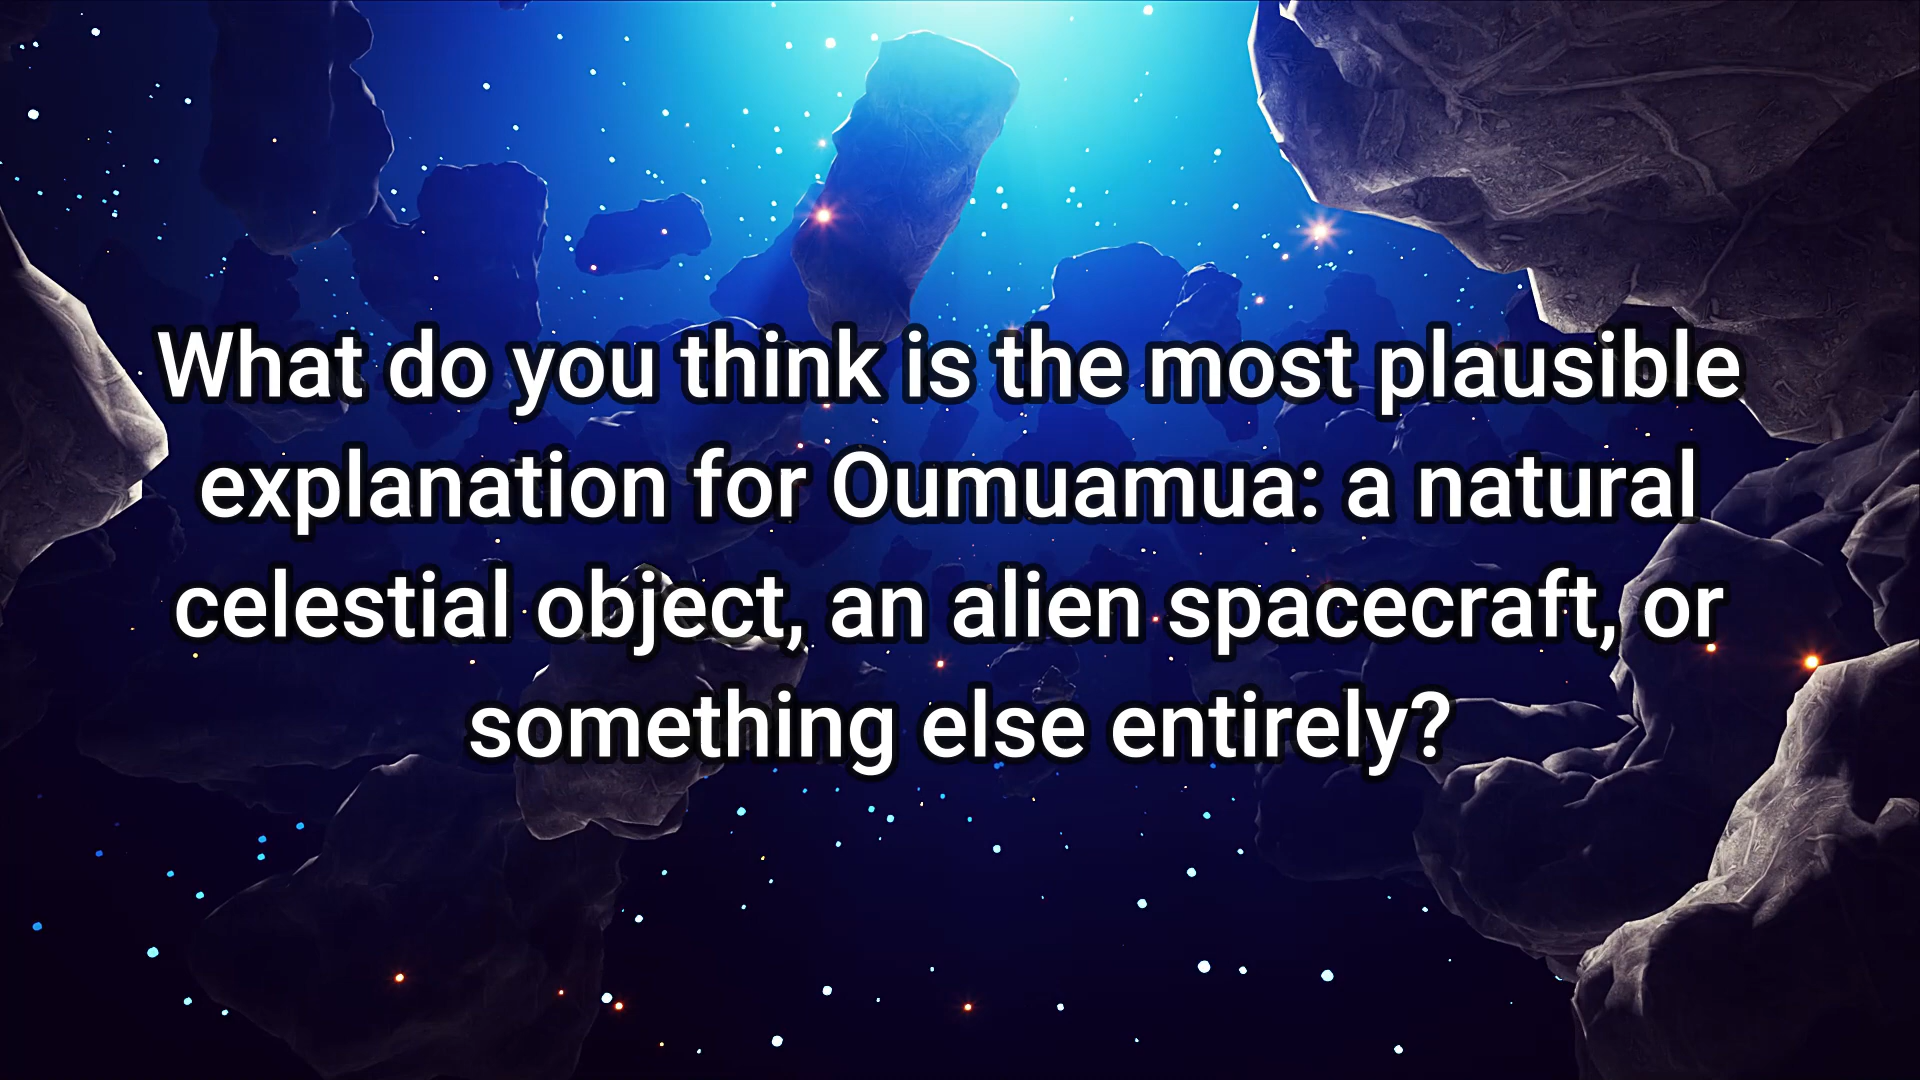 What do you think is the most plausible
explanation for Oumuamua: a natural
celestial object, an alien spacecraft, or
something else entirely?